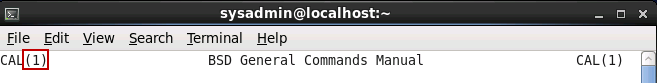 sysadmin@localhost:~
File Edit View Search Terminal Help
CAL(1) BSD General Commands Manual CAL(1)